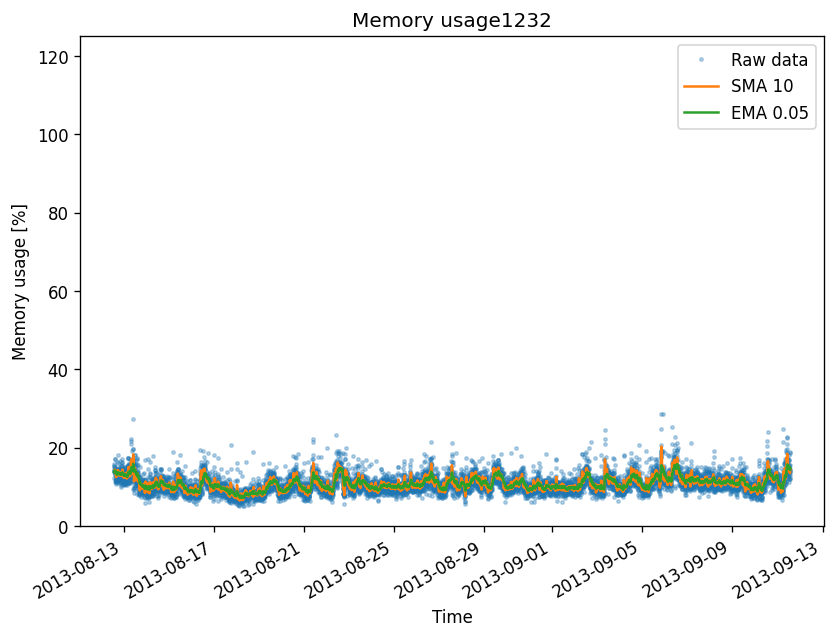 Memory usage1232
Raw data
SMA 10
EMA 0.05
120
100
80
60
40
20
0
Memory usage [%]
2013-08-13
2013-08-17
2013-08-21
2013-08-25
2013-08-29
2013-09-01
2013-09-05
2013-09-09
2013-09-13
Time